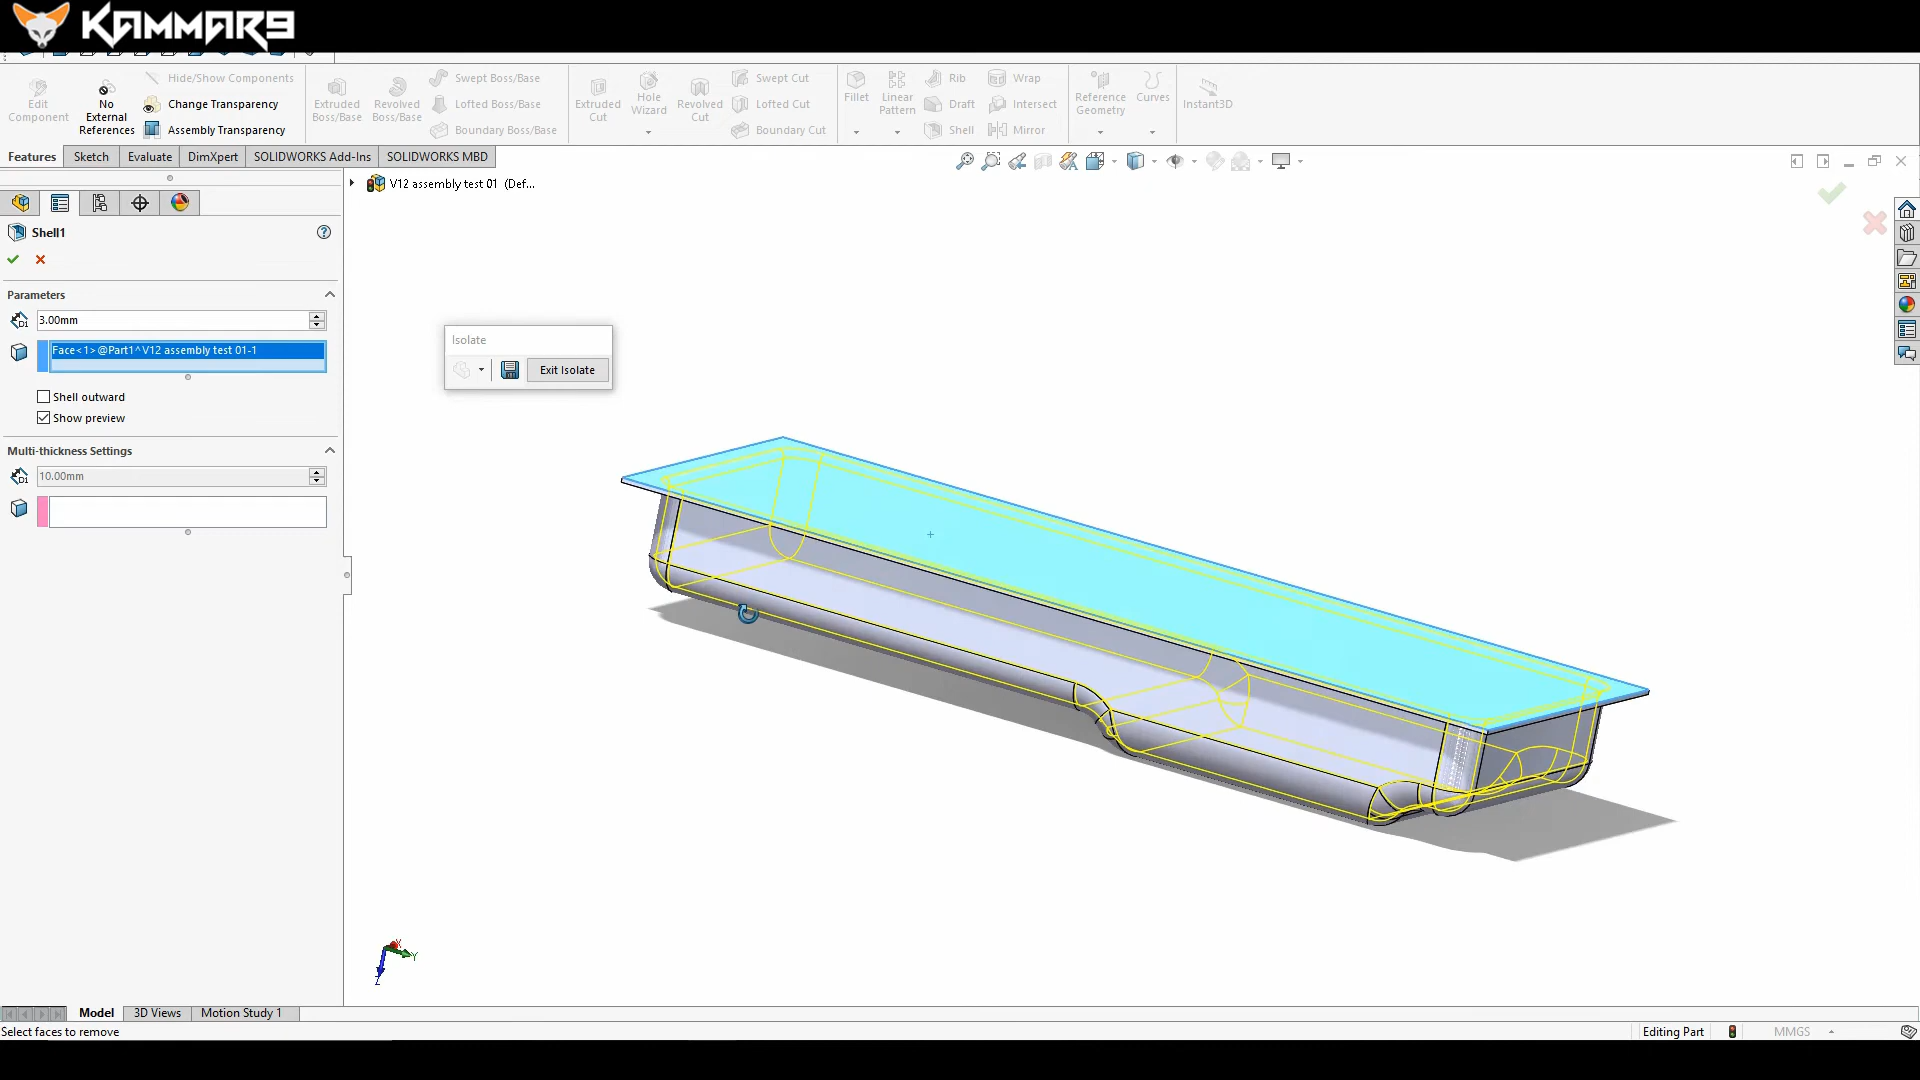 KAMMAR9
Edit Component
No External References
Hide/Show Components
Change Transparency
Assembly Transparency
Extruded Boss/Base
Revolved Boss/Base
Swept Boss/Base
Lofted Boss/Base
Boundary Boss/Base
Extruded Cut
Hole Wizard
Revolved Cut
Swept Cut
Lofted Cut
Boundary Cut
Fillet
Linear Pattern
Rib
Draft
Shell
Wrap
Intersect
Mirror
Reference Geometry
Curves
Instant3D
Features Sketch Evaluate DimXpert SOLIDWORKS Add-Ins SOLIDWORKS MBD
V12 assembly test 01 (Def...
Shell1
Parameters
3.00mm
Face<1>@Part1^V12 assembly test 01-1
Shell outward
Show preview
Multi-thickness Settings
10.00mm
Isolate
Exit Isolate
X
Y
Z
Model 3D Views Motion Study 1
Select faces to remove
Editing Part
MMGS